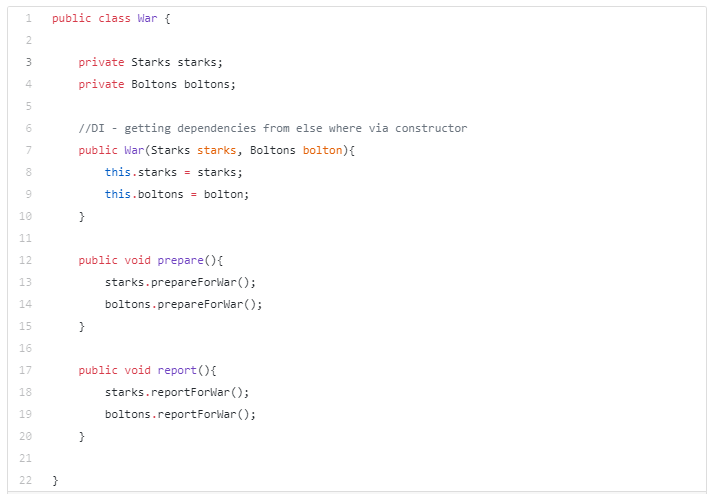 1 public class War {
2
3 private Starks starks;
4 private Boltons boltons;
5
6 //DI - getting dependencies from else where via constructor
7 public War(Starks starks, Boltons bolton){
8 this.starks = starks;
9 this.boltons = bolton;
10 }
11
12 public void prepare(){
13 starks.prepareForWar();
14 boltons.prepareForWar();
15 }
16
17 public void report(){
18 starks.reportForWar();
19 boltons.reportForWar();
20 }
21
22 }